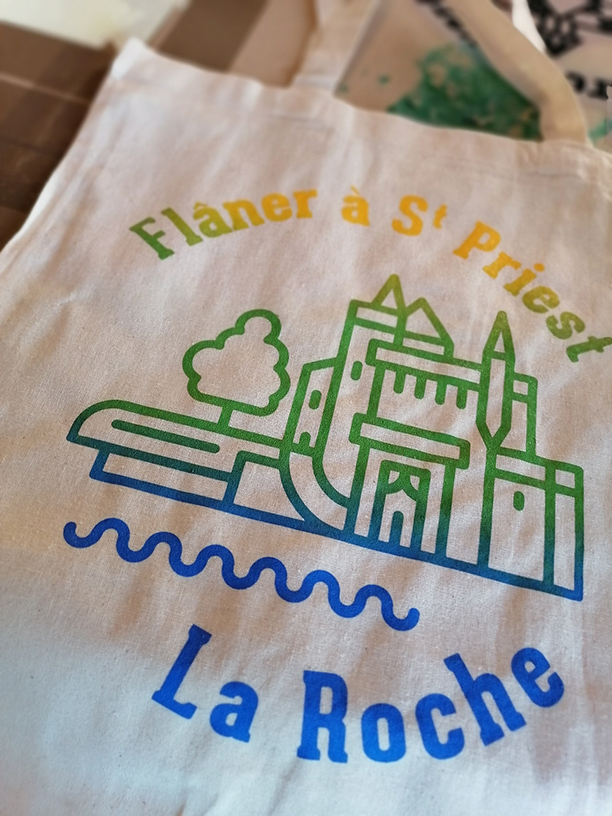 Flâner à St Priest
La Roche